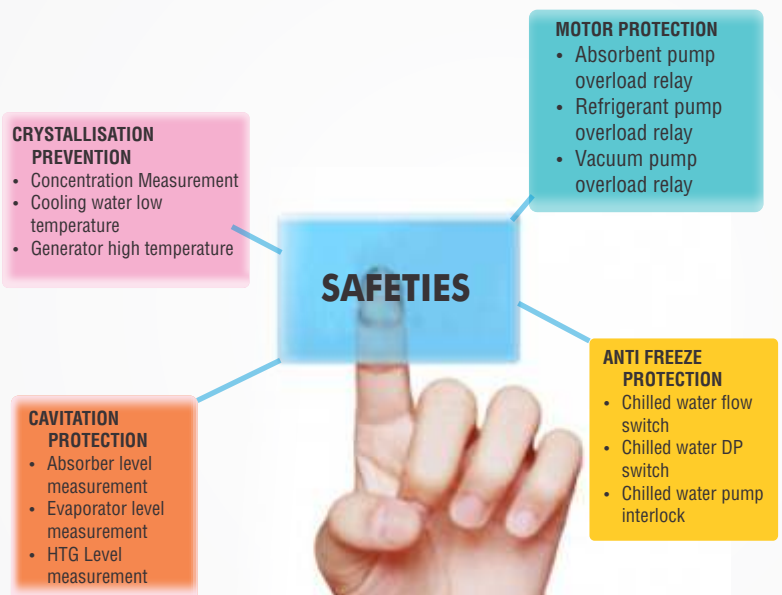 MOTOR PROTECTION
• Absorbent pump
overload relay
• Refrigerant pump
overload relay
• Vacuum pump
overload relay
CRYSTALLISATION
PREVENTION
• Concentration Measurement
• Cooling water low
temperature
• Generator high temperature
SAFETIES
ANTI FREEZE
PROTECTION
• Chilled water flow
switch
• Chilled water DP
switch
• Chilled water pump
interlock
CAVITATION
PROTECTION
• Absorber level
measurement
• Evaporator level
measurement
• HTG Level
measurement